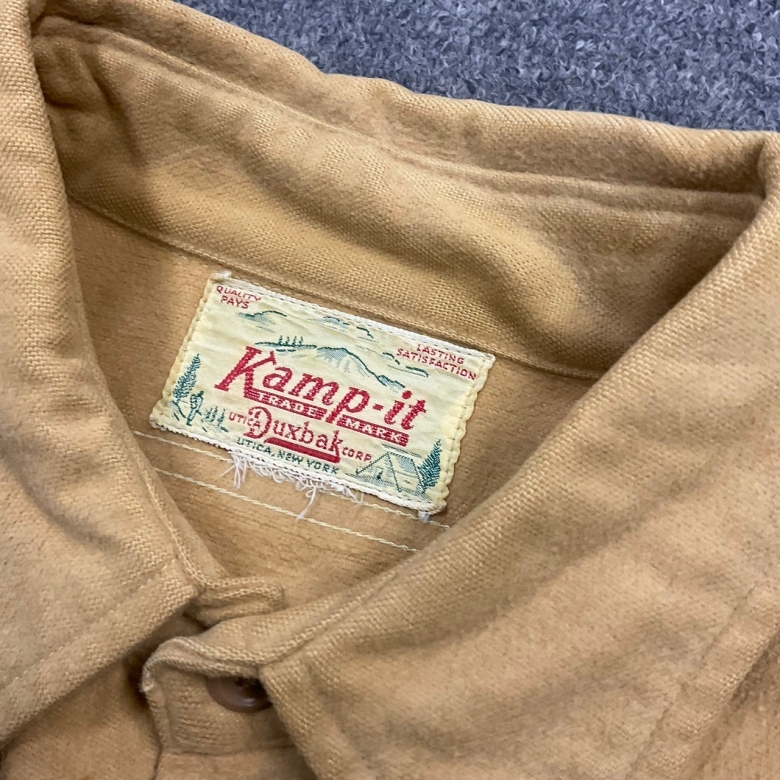 QUALITY
PAYS
LASTING
SATISFACTION
Kamp-it
TRADE MARK
UTICA Duxbak CORP
UTICA, NEW YORK